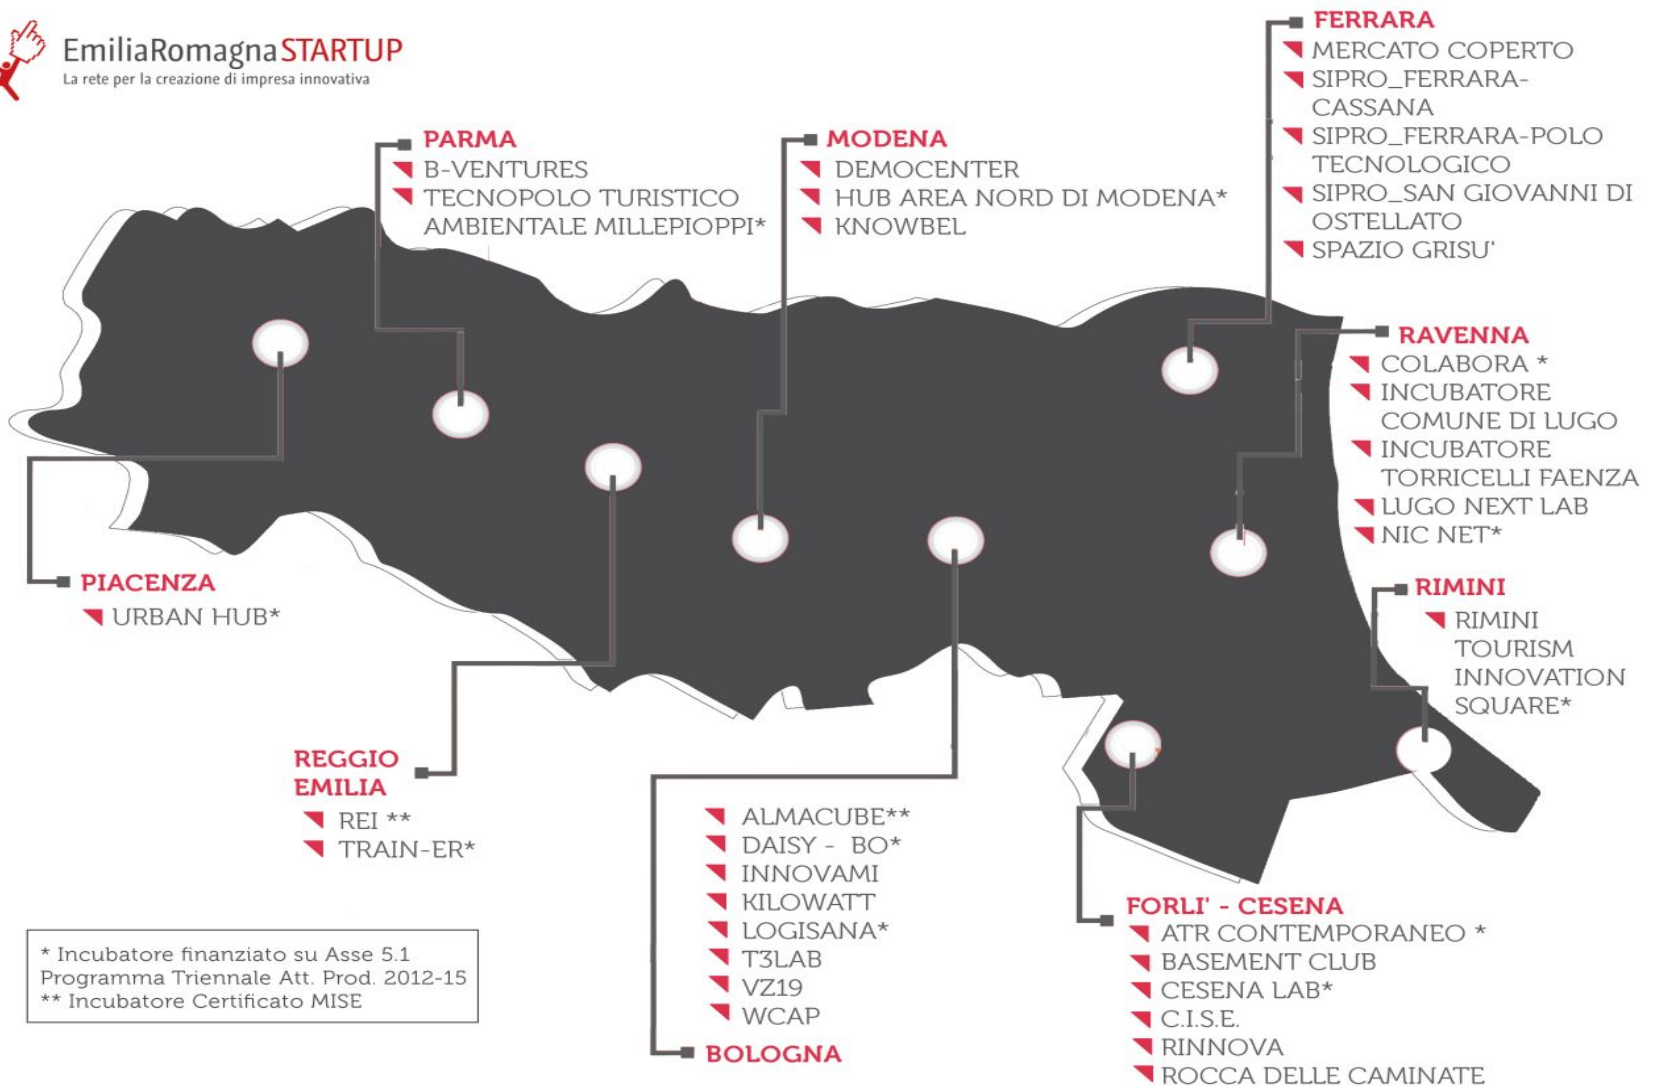 EmiliaRomagnaSTARTUP
La rete per la creazione di impresa innovativa
PARMA
B-VENTURES
TECNOPOLO TURISTICO
AMBIENTALE MILLEPIOPPI*
MODENA
DEMOCENTER
HUB AREA NORD DI MODENA*
KNOWBEL
FERRARA
MERCATO COPERTO
SIPRO_FERRARA-
CASSANA
SIPRO_FERRARA-POLO
TECNOLOGICO
SIPRO_SAN GIOVANNI DI
OSTELLATO
SPAZIO GRISU'
RAVENNA
COLABORA *
INCUBATORE
COMUNE DI LUGO
INCUBATORE
TORRICELLI FAENZA
LUGO NEXT LAB
NIC NET*
PIACENZA
URBAN HUB*
RIMINI
RIMINI
TOURISM
INNOVATION
SQUARE*
REGGIO
EMILIA
REI **
TRAIN-ER*
ALMACUBE**
DAISY - BO*
INNOVAMI
KILOWATT
LOGISANA*
T3LAB
VZ19
WCAP
BOLOGNA
FORLI' - CESENA
ATR CONTEMPORANEO *
BASEMENT CLUB
CESENA LAB*
C.I.S.E.
RINNOVA
ROCCA DELLE CAMINATE
* Incubatore finanziato su Asse 5.1
Programma Triennale Att. Prod. 2012-15
** Incubatore Certificato MISE